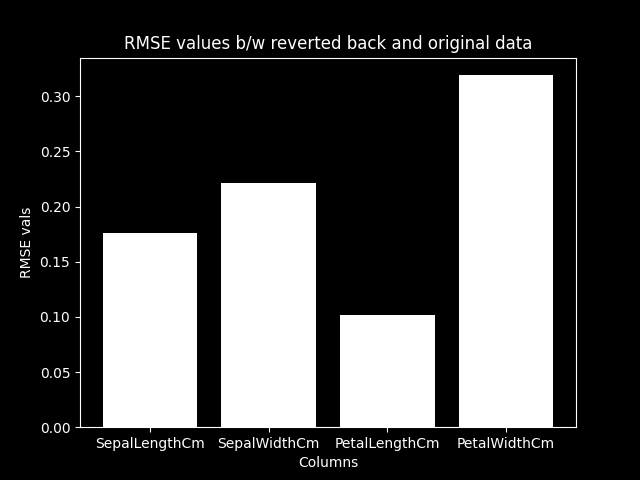 RMSE values b/w reverted back and original data
0.30
0.25
0.20
0.15
0.10
0.05
0.00
RMSE vals
SepalLengthCm SepalWidthCm PetalLengthCm PetalWidthCm
Columns